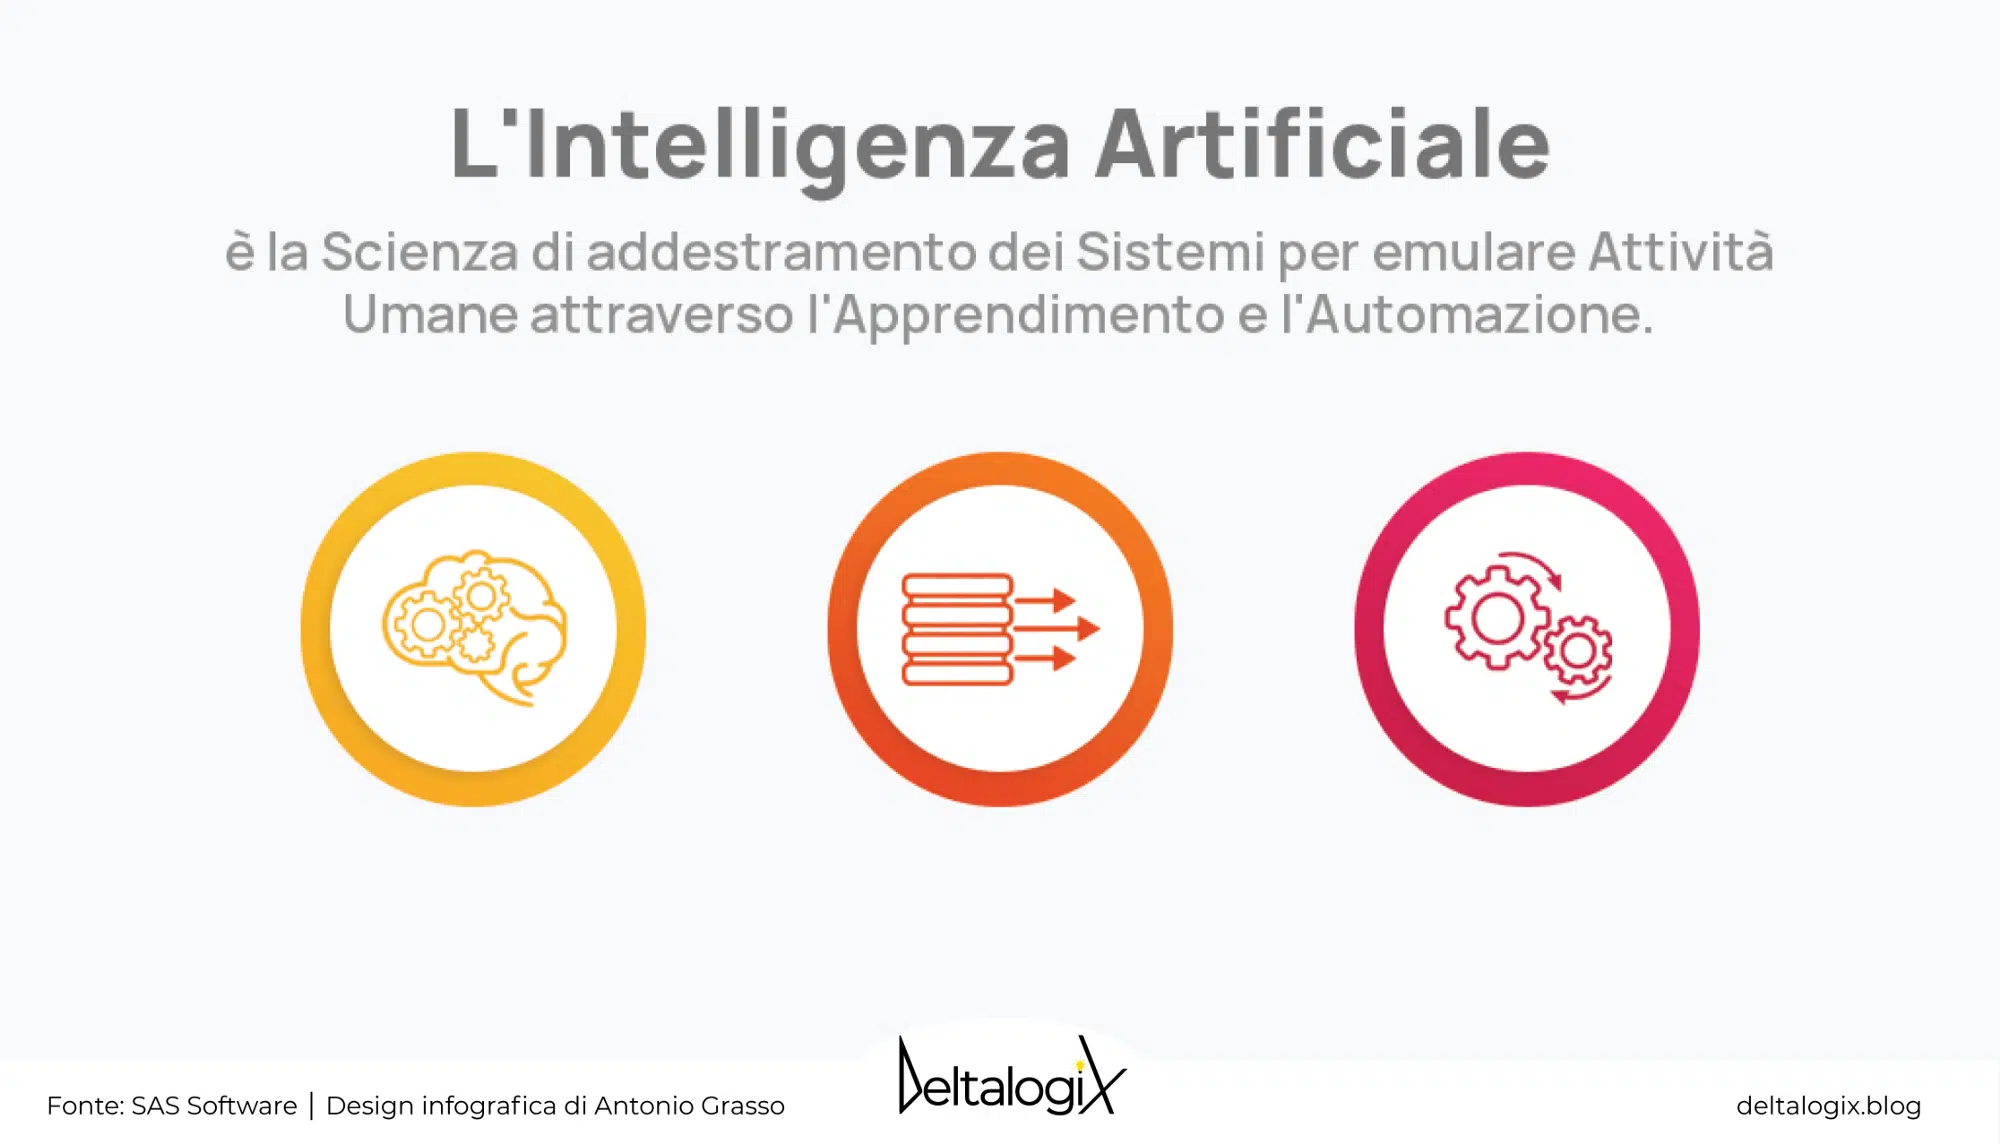 L'Intelligenza Artificiale
è la Scienza di addestramento dei Sistemi per emulare Attività
Umane attraverso l'Apprendimento e l'Automazione.
Fonte: SAS Software | Design infografica di Antonio Grasso
DeltalogiX
deltalogix.blog